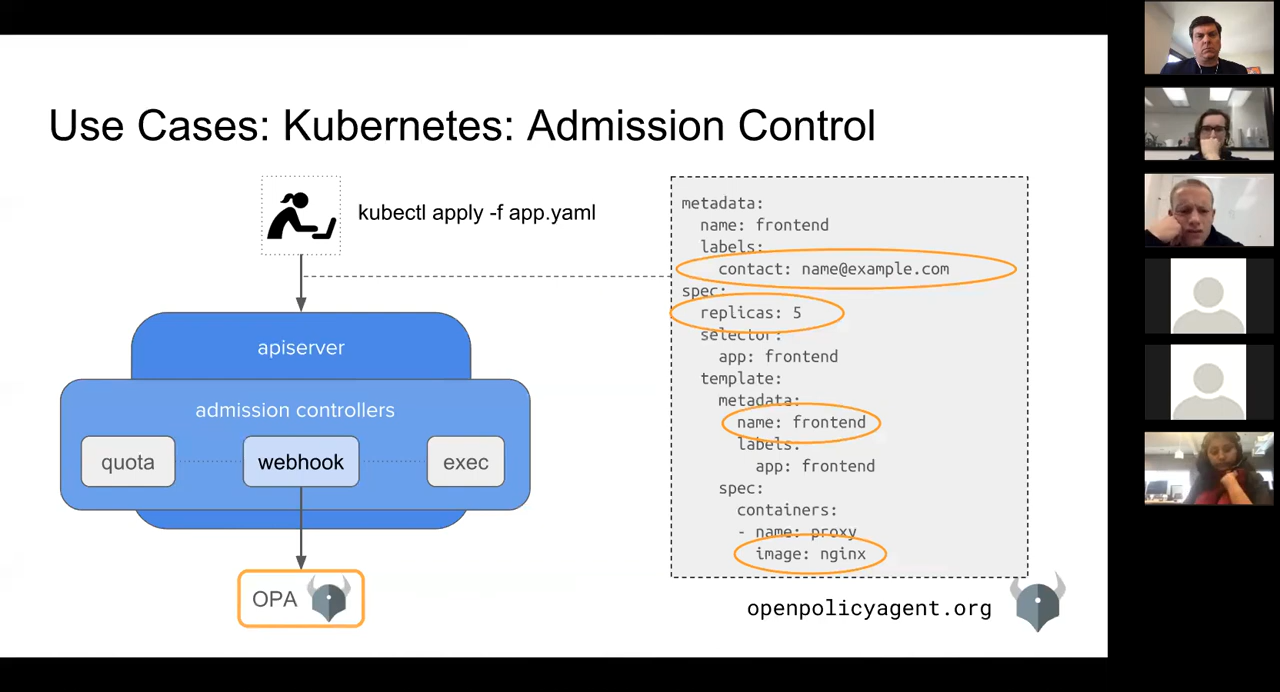 Use Cases: Kubernetes: Admission Control
kubectl apply -f app.yaml
apiserver
admission controllers
quota
webhook
exec
OPA
metadata:
name: frontend
labels:
contact: name@example.com
spec:
replicas: 5
selector:
app: frontend
template:
metadata:
name: frontend
labels:
app: frontend
spec:
containers:
- name: proxy
image: nginx
openpolicyagent.org